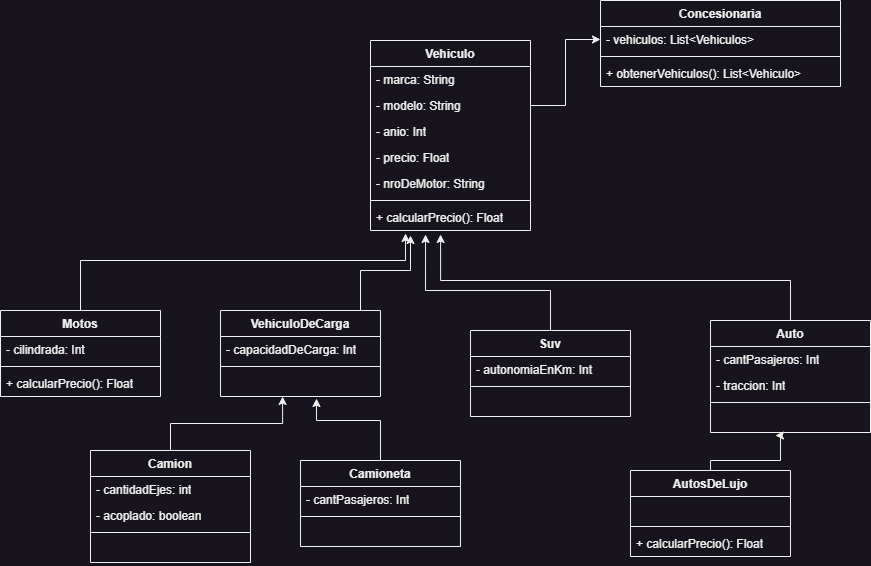 Concesionaria
- vehiculos: List<Vehiculos>
+ obtenerVehiculos(): List<Vehiculo>
Vehiculo
- marca: String
- modelo: String
- anio: Int
- precio: Float
- nroDeMotor: String
+ calcularPrecio(): Float
Motos
- cilindrada: Int
+ calcularPrecio(): Float
VehiculoDeCarga
- capacidadDeCarga: Int
Suv
- autonomiaEnKm: Int
Auto
- cantPasajeros: Int
- traccion: Int
Camion
- cantidadEjes: int
- acoplado: boolean
Camioneta
- cantPasajeros: Int
AutosDeLujo
+ calcularPrecio(): Float